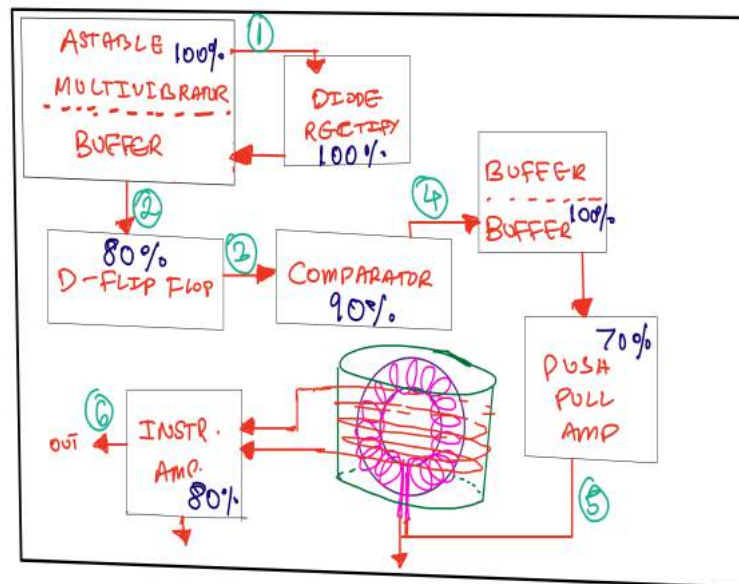 ASTABLE 100%
MULTIVIBRATOR
BUFFER
①
DIODE
RECTIFY
100%
②
80%
D-FLIP FLOP
③
COMPARATOR
90%
④
BUFFER
BUFFER 100%
70%
PUSH
PULL
AMP
⑤
INSTR.
AMP.
80%
⑥
OUT